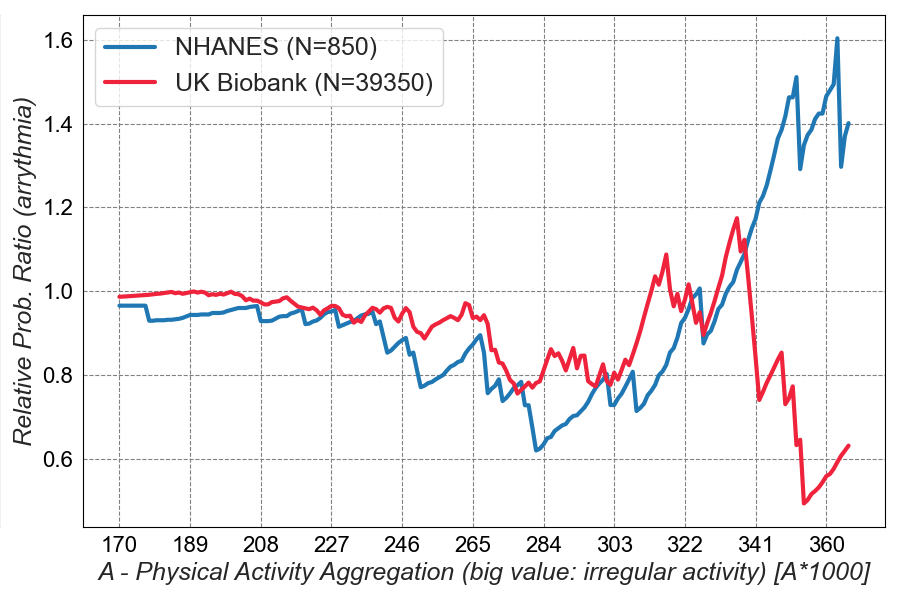 NHANES (N=850)
UK Biobank (N=39350)
Relative Prob. Ratio (arrythmia)
1.6
1.4
1.2
1.0
0.8
0.6
170 189 208 227 246 265 284 303 322 341 360
A - Physical Activity Aggregation (big value: irregular activity) [A*1000]